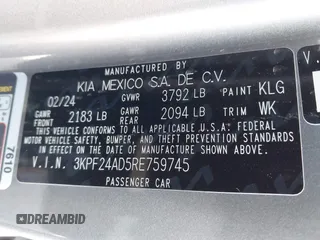 MANUFACTURED BY
KIA MEXICO S.A. DE C.V.
02/24 GVWR 3792 LB PAINT KLG
GAWR FRONT 2183 LB GAWR REAR 2094 LB TRIM WK
THIS VEHICLE CONFORMS TO ALL APPLICABLE U.S.A. FEDERAL
MOTOR VEHICLE SAFETY, BUMPER, AND THEFT PREVENTION STANDARDS
IN EFFECT ON THE DATE OF MANUFACTURE SHOWN ABOVE.
V.I.N. 3KPF24AD5RE759745
PASSENGER CAR
7610
DREAMBID